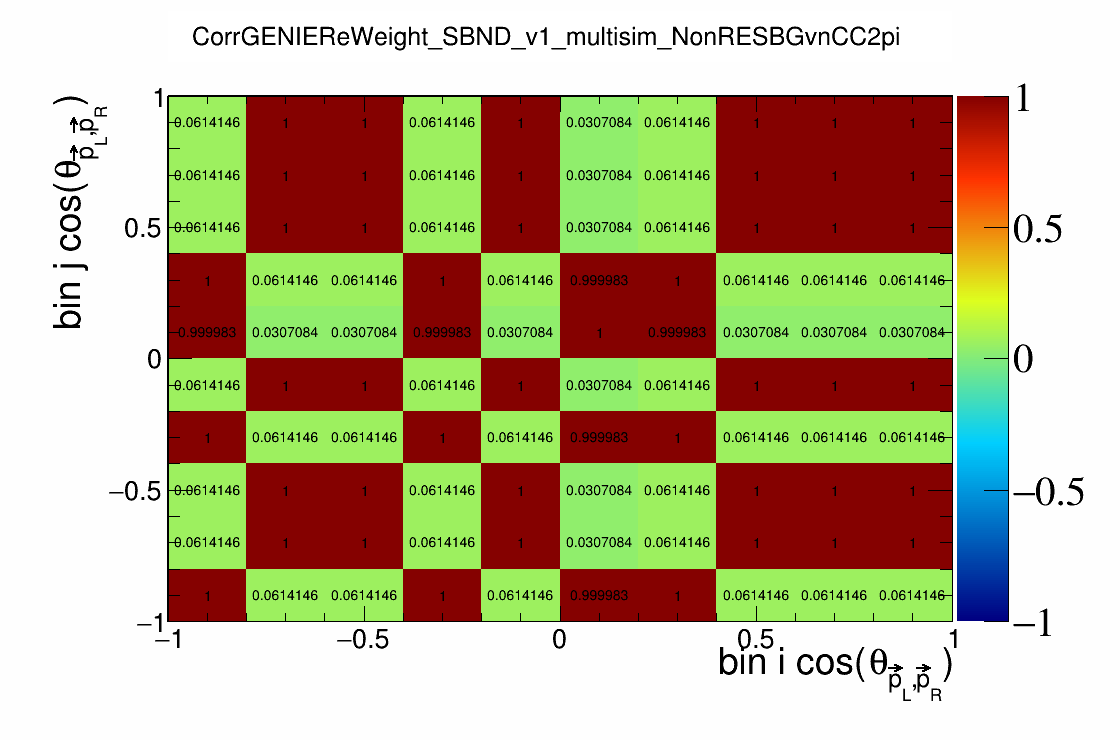 CorrGENIEReWeight_SBND_v1_multisim_NonRESBGvnCC2pi
bin j cos(θp⃗L,p⃗R)
1
0.5
0
−0.5
−1
0.0614146 1 1 0.0614146 1 0.0307084 0.0614146 1 1 1
0.0614146 1 1 0.0614146 1 0.0307084 0.0614146 1 1 1
0.0614146 1 1 0.0614146 1 0.0307084 0.0614146 1 1 1
1 0.0614146 0.0614146 1 0.0614146 0.999983 1 0.0614146 0.0614146 0.0614146
0.999983 0.0307084 0.0307084 0.999983 0.0307084 1 0.999983 0.0307084 0.0307084 0.0307084
0.0614146 1 1 0.0614146 1 0.0307084 0.0614146 1 1 1
1 0.0614146 0.0614146 1 0.0614146 0.999983 1 0.0614146 0.0614146 0.0614146
0.0614146 1 1 0.0614146 1 0.0307084 0.0614146 1 1 1
0.0614146 1 1 0.0614146 1 0.0307084 0.0614146 1 1 1
1 0.0614146 0.0614146 1 0.0614146 0.999983 1 0.0614146 0.0614146 0.0614146
−1 −0.5 0 0.5 1
bin i cos(θp⃗L,p⃗R)
1
0.5
0
−0.5
−1